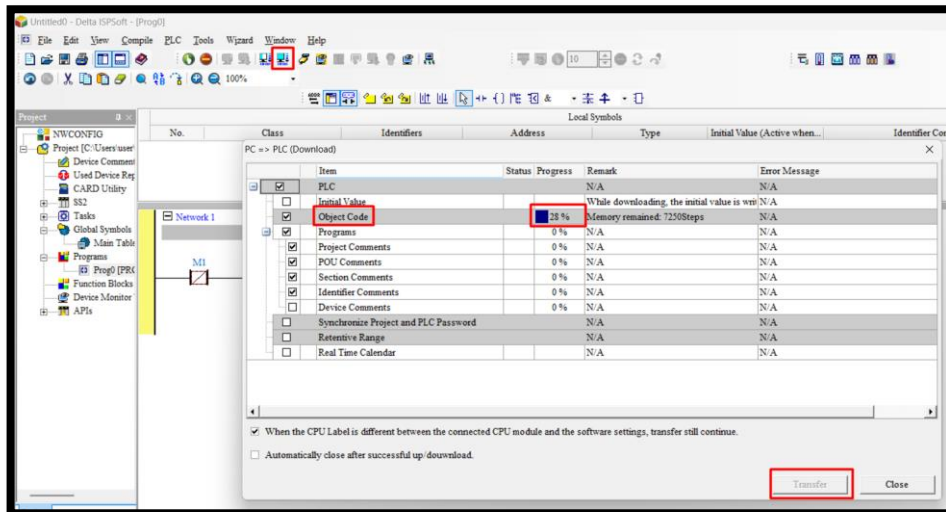 Untitled0 - Delta ISPSoft - [Prog0]
File Edit View Compile PLC Tools Wizard Window Help
10
100%
Project
Local Symbols
No. Class Identifiers Address Type Initial Value (Active when... Identifier Co
NWCONFIG
Project [C:\Users\user\
Device Comment
Used Device Rep
CARD Utility
SS2
Tasks
Global Symbols
Main Table
Programs
Prog0 [PR
Function Blocks
Device Monitor
APIs
Network 1
M1
PC => PLC (Download)
Item Status Progress Remark Error Message
PLC N/A N/A
Initial Value While downloading, the initial value is wri N/A
Object Code 28 % Memory remained: 7250Steps
Programs 0 % N/A N/A
Project Comments 0 % N/A N/A
POU Comments 0 % N/A N/A
Section Comments 0 % N/A N/A
Identifier Comments 0 % N/A N/A
Device Comments 0 % N/A N/A
Synchronize Project and PLC Password N/A N/A
Retentive Range N/A N/A
Real Time Calendar N/A N/A
When the CPU Label is different between the connected CPU module and the software settings, transfer still continue.
Automatically close after successful up/douwnload.
Transfer Close